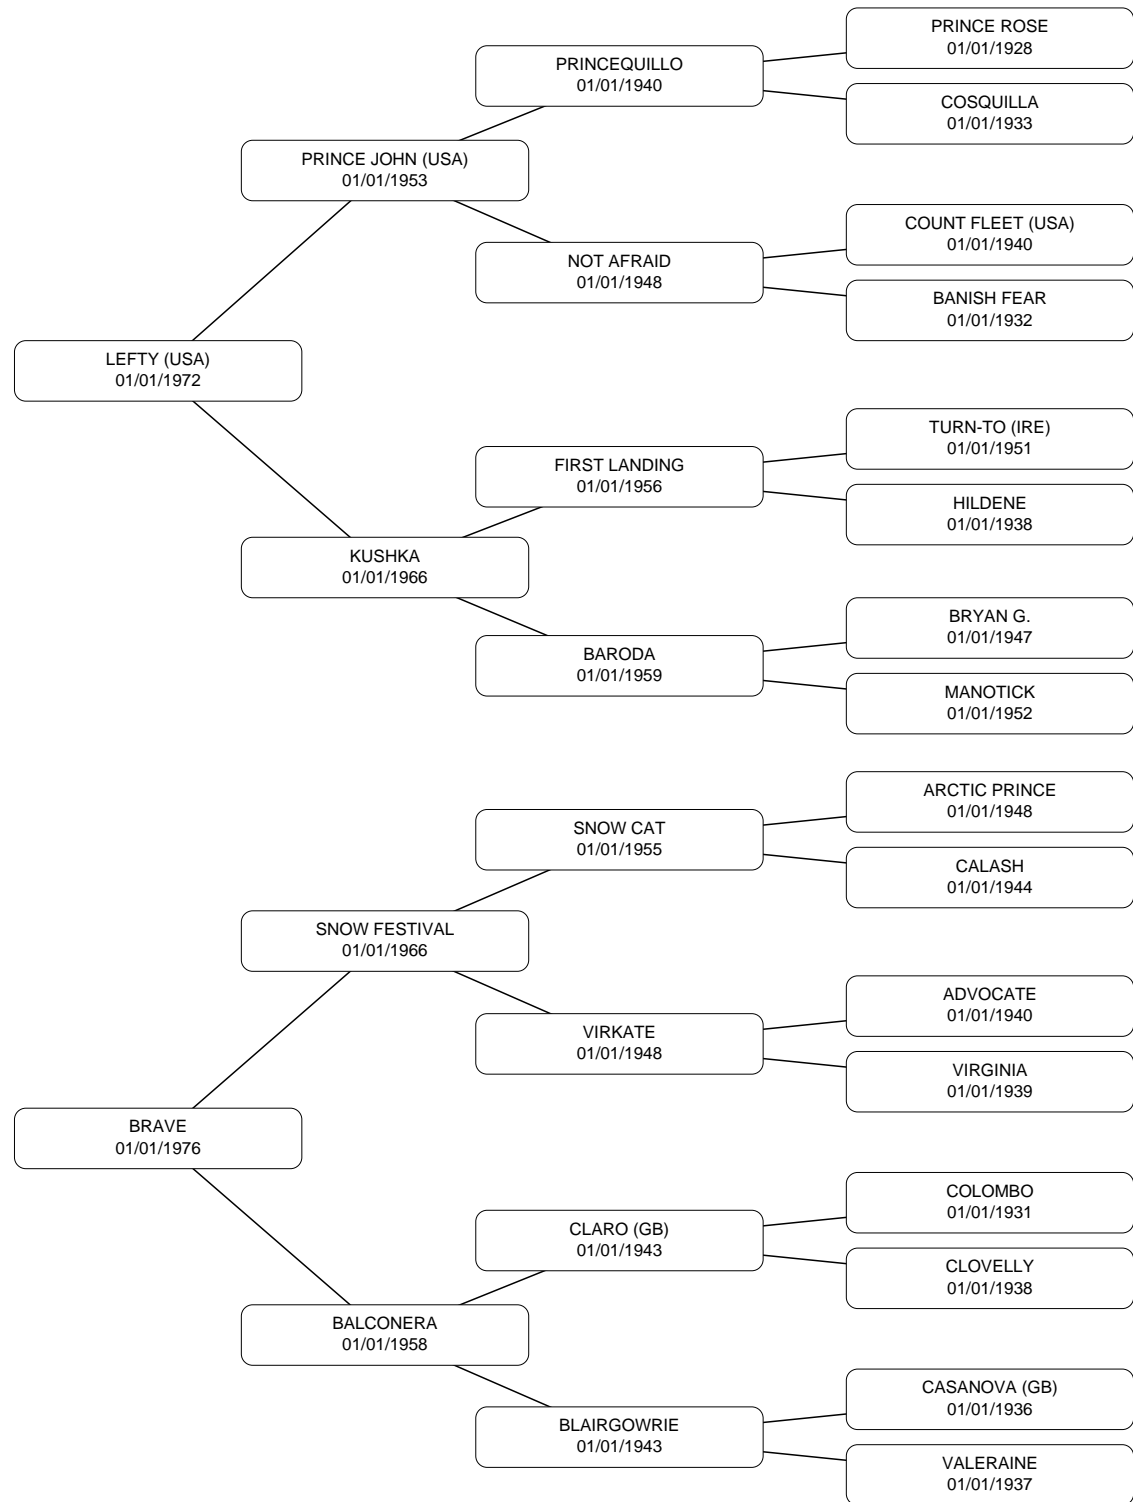 PRINCE ROSE
01/01/1928
PRINCEQUILLO
01/01/1940
COSQUILLA
01/01/1933
PRINCE JOHN (USA)
01/01/1953
COUNT FLEET (USA)
01/01/1940
NOT AFRAID
01/01/1948
BANISH FEAR
01/01/1932
LEFTY (USA)
01/01/1972
TURN-TO (IRE)
01/01/1951
FIRST LANDING
01/01/1956
HILDENE
01/01/1938
KUSHKA
01/01/1966
BRYAN G.
01/01/1947
BARODA
01/01/1959
MANOTICK
01/01/1952
ARCTIC PRINCE
01/01/1948
SNOW CAT
01/01/1955
CALASH
01/01/1944
SNOW FESTIVAL
01/01/1966
ADVOCATE
01/01/1940
VIRKATE
01/01/1948
VIRGINIA
01/01/1939
BRAVE
01/01/1976
COLOMBO
01/01/1931
CLARO (GB)
01/01/1943
CLOVELLY
01/01/1938
BALCONERA
01/01/1958
CASANOVA (GB)
01/01/1936
BLAIRGOWRIE
01/01/1943
VALERAINE
01/01/1937